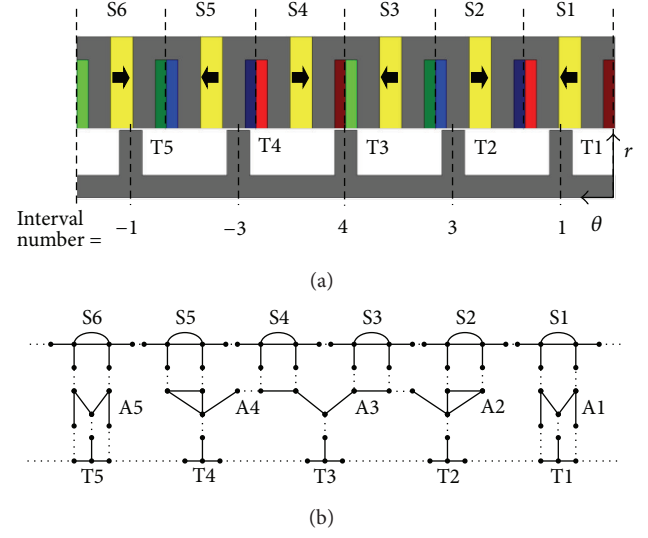 S6 S5 S4 S3 S2 S1
T5 T4 T3 T2 T1 r
Interval
number = −1 −3 4 3 1 θ
(a)
S6 S5 S4 S3 S2 S1
A5 A4 A3 A2 A1
T5 T4 T3 T2 T1
(b)